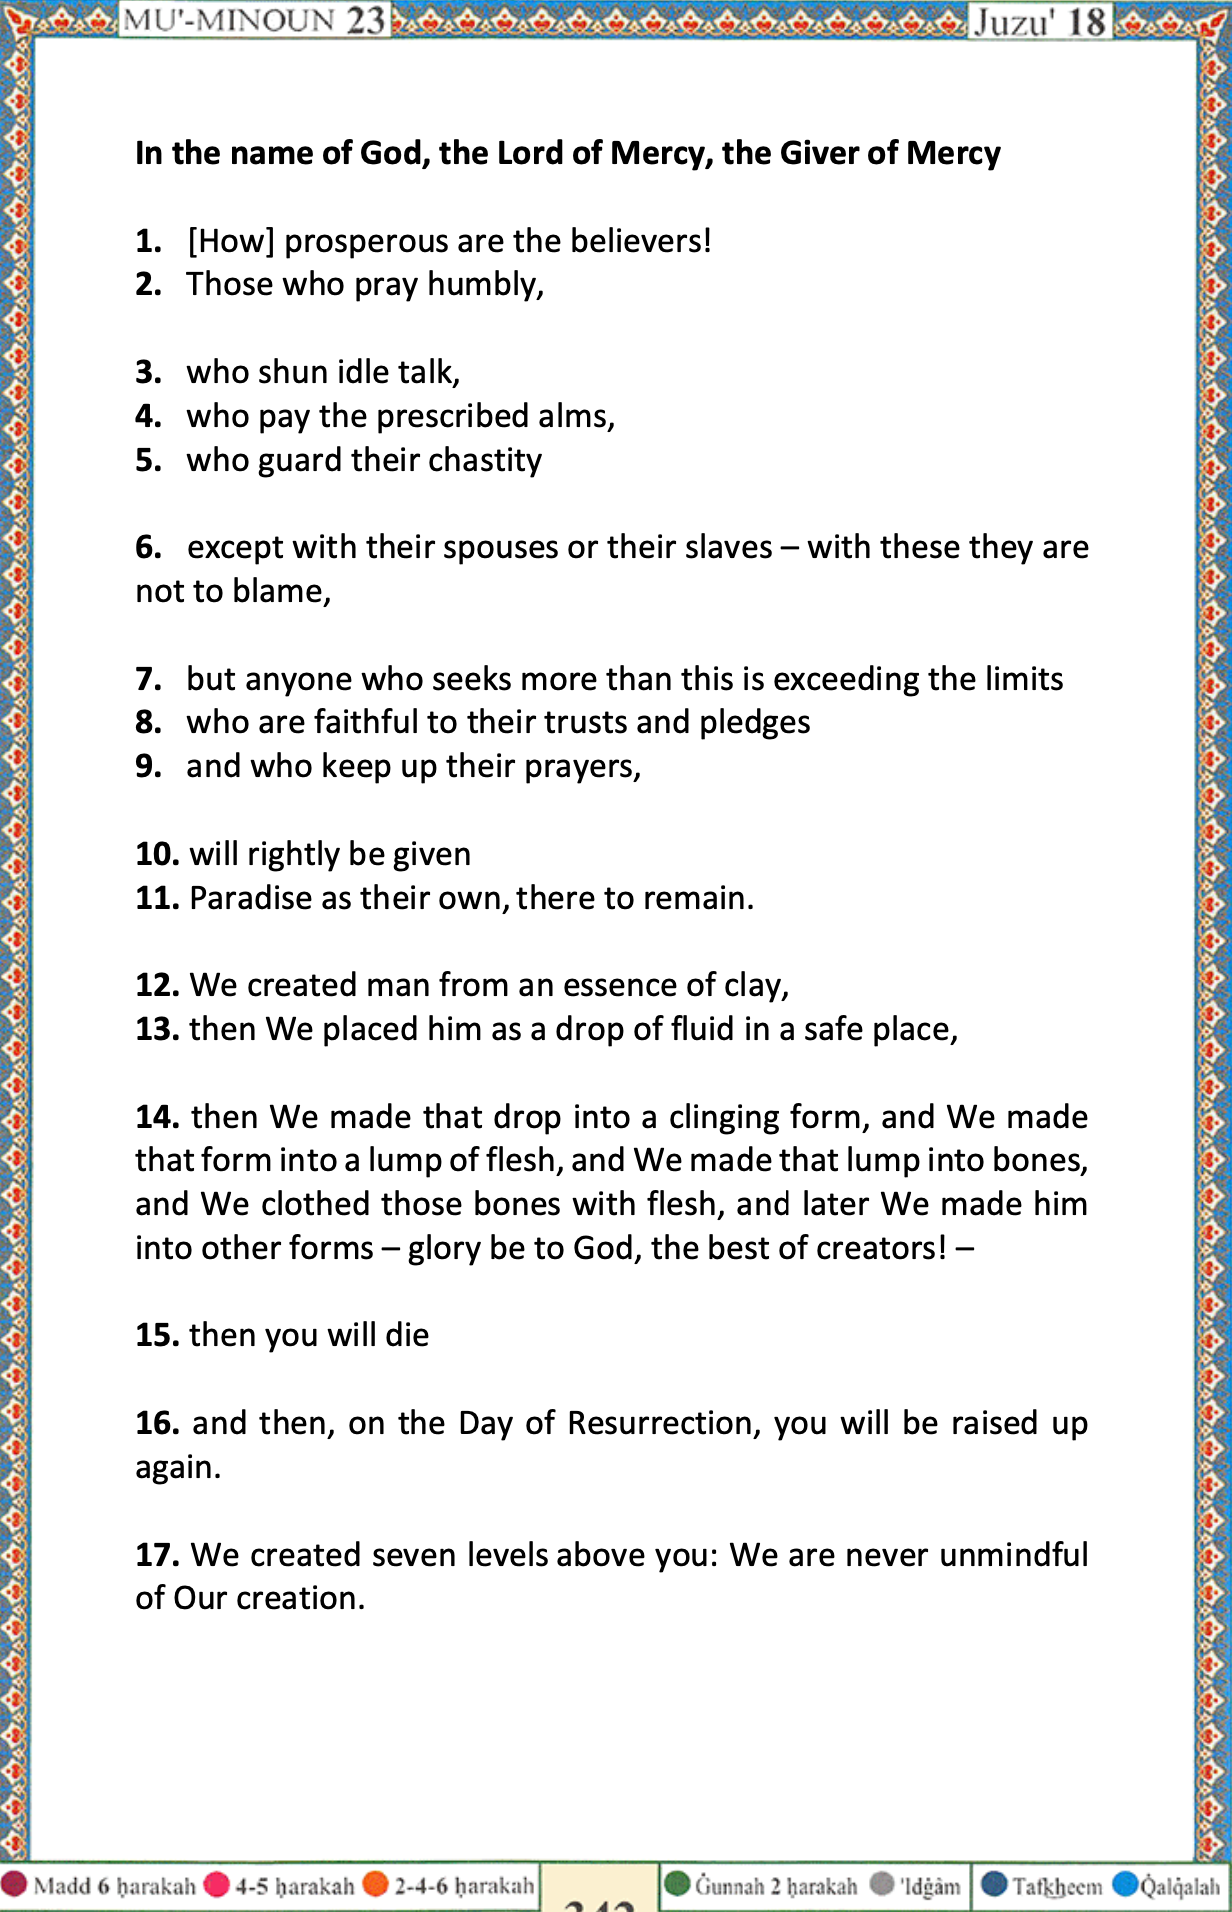 MU'-MINOUN 23
Juzu' 18
In the name of God, the Lord of Mercy, the Giver of Mercy
1. [How] prosperous are the believers!
2. Those who pray humbly,
3. who shun idle talk,
4. who pay the prescribed alms,
5. who guard their chastity
6. except with their spouses or their slaves – with these they are
not to blame,
7. but anyone who seeks more than this is exceeding the limits
8. who are faithful to their trusts and pledges
9. and who keep up their prayers,
10. will rightly be given
11. Paradise as their own, there to remain.
12. We created man from an essence of clay,
13. then We placed him as a drop of fluid in a safe place,
14. then We made that drop into a clinging form, and We made
that form into a lump of flesh, and We made that lump into bones,
and We clothed those bones with flesh, and later We made him
into other forms – glory be to God, the best of creators! –
15. then you will die
16. and then, on the Day of Resurrection, you will be raised up
again.
17. We created seven levels above you: We are never unmindful
of Our creation.
Madd 6 ḥarakah 4-5 ḥarakah 2-4-6 ḥarakah
342
Ġunnah 2 ḥarakah 'Idġâm Tafk͟heem Q̇alq̇alah